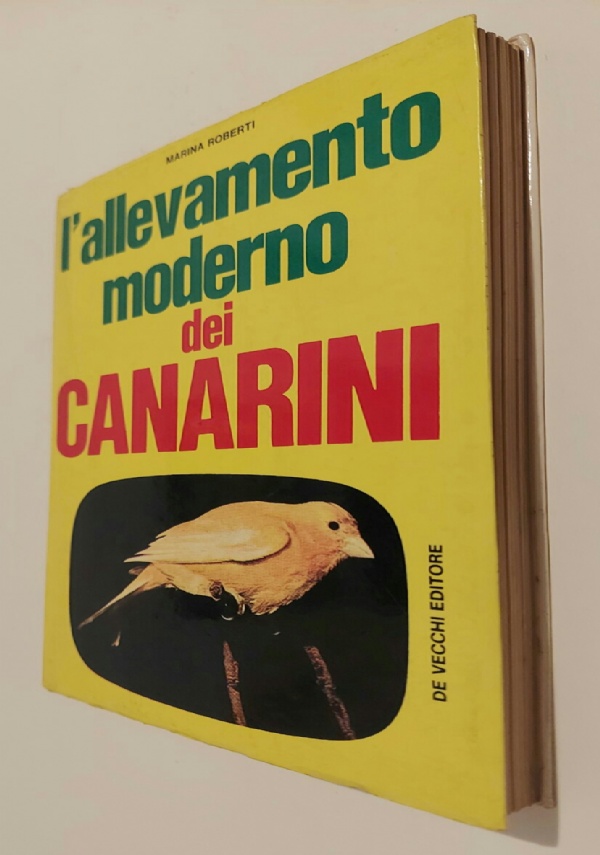 MARINA ROBERTI
l'allevamento
moderno
dei
CANARINI
DE VECCHI EDITORE